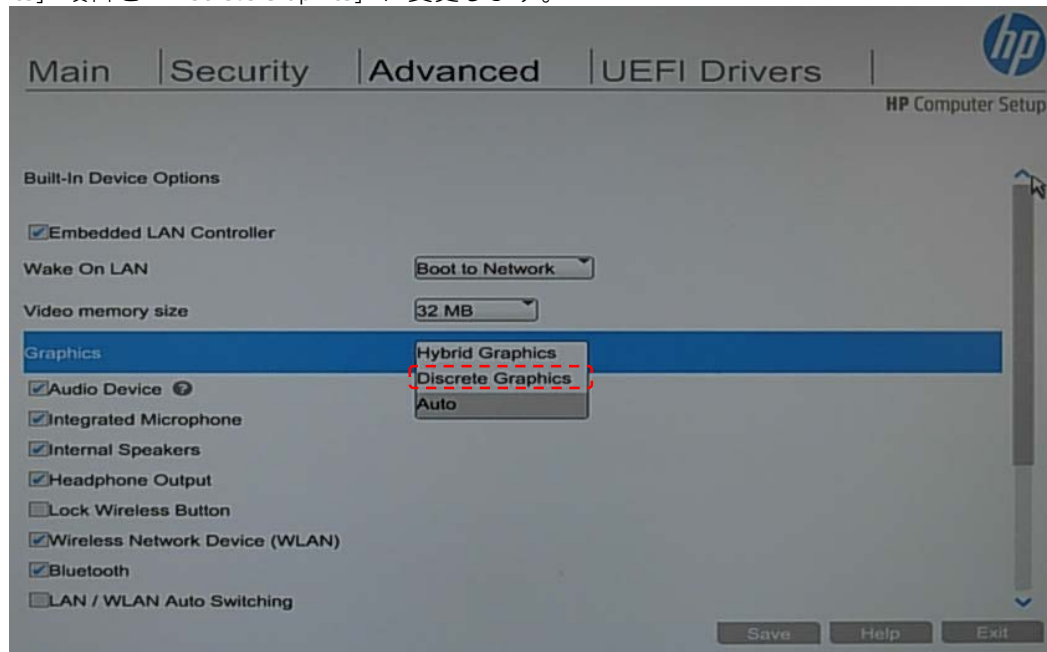 hp
Main Security Advanced UEFI Drivers
HP Computer Setup
Built-In Device Options
Embedded LAN Controller
Wake On LAN Boot to Network
Video memory size 32 MB
Graphics Hybrid Graphics
Discrete Graphics
Auto
Audio Device ?
Integrated Microphone
Internal Speakers
Headphone Output
Lock Wireless Button
Wireless Network Device (WLAN)
Bluetooth
LAN / WLAN Auto Switching
Save Help Exit